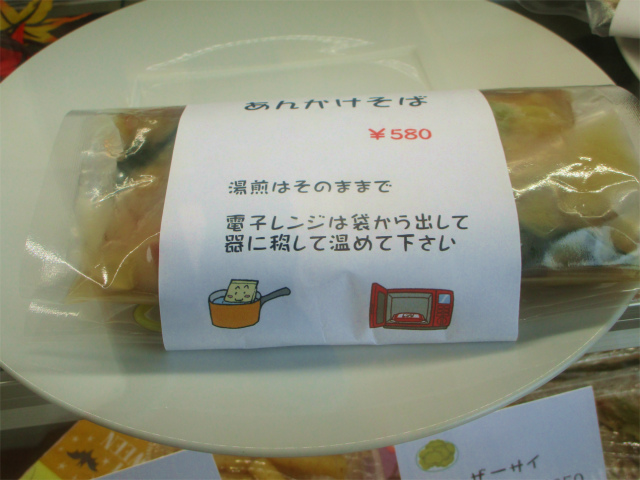 あんかけそば
¥580
湯煎はそのままで
電子レンジは袋から出して
器に移して温めて下さい
ザーサイ